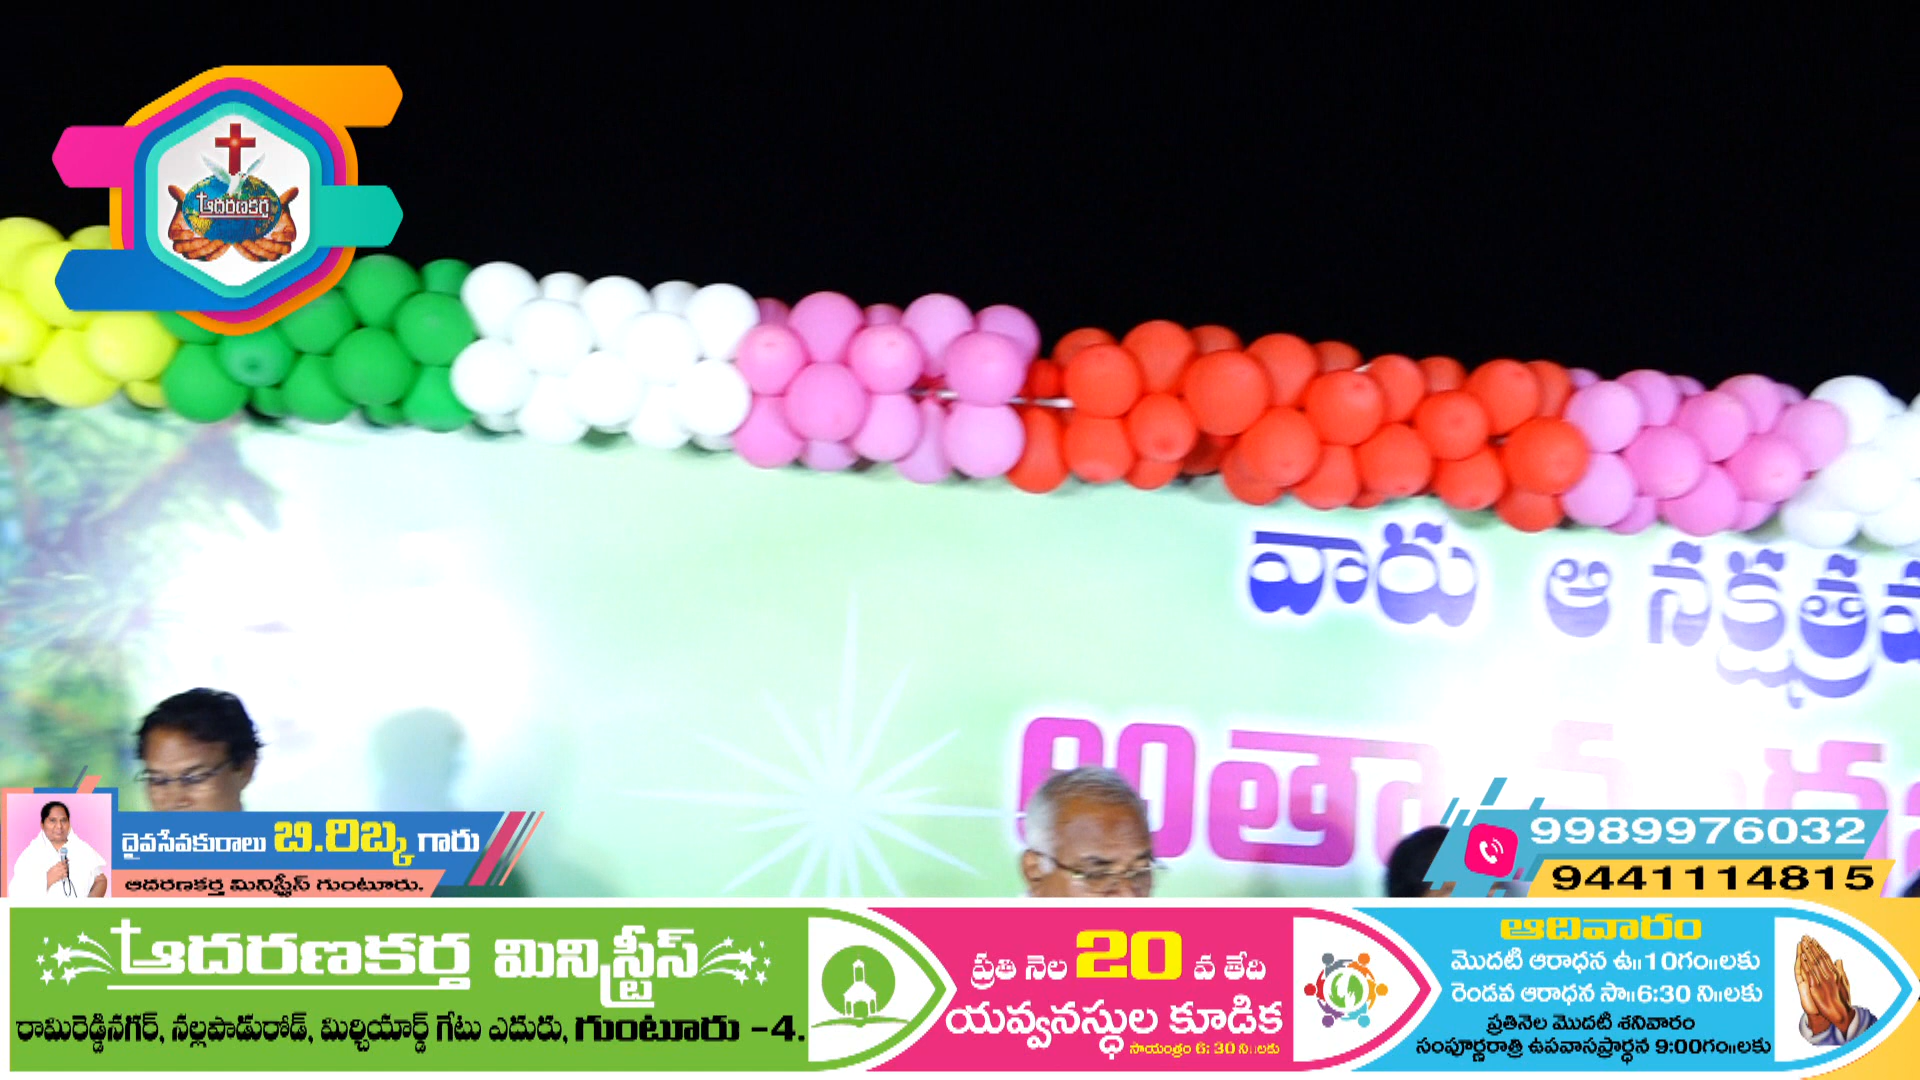 ఆదరణకర్త
వారు ఆ నక్షత్రమ
దైవసేవకురాలు బి.రిబ్క గారు
ఆదరణకర్త మినిస్ట్రీస్ గుంటూరు.
9989976032
9441114815
ఆదరణకర్త మినిస్ట్రీస్
రామిరెడ్డినగర్, నల్లపాడురోడ్, మిర్చియార్డ్ గేటు ఎదురు, గుంటూరు -4.
ప్రతి నెల 20 వ తేది
యవ్వనస్థుల కూడిక
సాయంత్రం 6:30 ని॥లకు
ఆదివారం
మొదటి ఆరాధన ఉ॥10గం॥లకు
రెండవ ఆరాధన సా॥6:30 ని॥లకు
ప్రతినెల మొదటి శనివారం
సంపూర్ణరాత్రి ఉపవాసప్రార్థన 9:00గం॥లకు